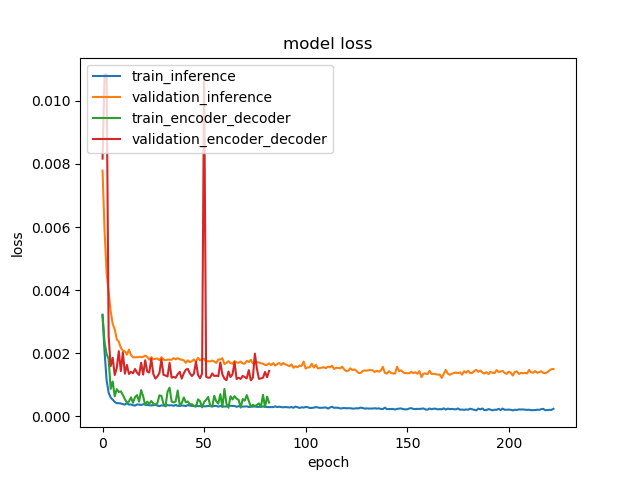 model loss
train_inference
validation_inference
train_encoder_decoder
validation_encoder_decoder
0.010
0.008
0.006
0.004
0.002
0.000
loss
0 50 100 150 200
epoch